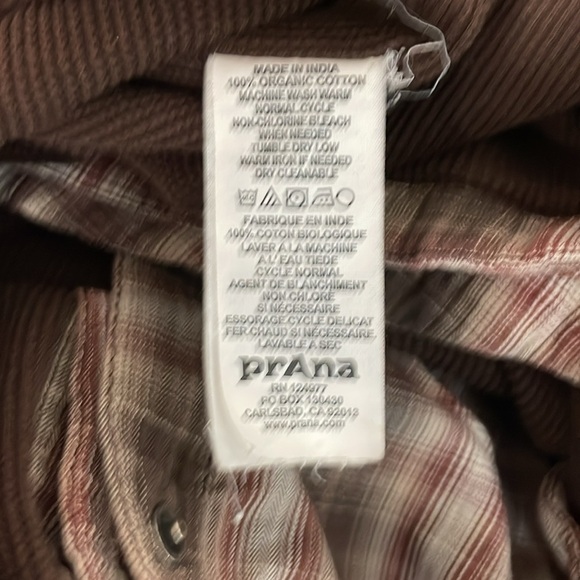 MADE IN INDIA
100% ORGANIC COTTON
MACHINE WASH WARM
NORMAL CYCLE
NON-CHLORINE BLEACH
WHEN NEEDED
TUMBLE DRY LOW
WARM IRON IF NEEDED
DRY CLEANABLE
FABRIQUE EN INDE
100% COTON BIOLOGIQUE
LAVER A LA MACHINE
A L' EAU TIEDE
CYCLE NORMAL
AGENT DE BLANCHIMENT
NON CHLORÉ
SI NÉCESSAIRE
ESSORAGE CYCLE DELICAT
FER CHAUD SI NÉCESSAIRE
LAVABLE A SEC
prAna
RN 124977
PO BOX 130430
CARLSBAD, CA 92013
www.prana.com